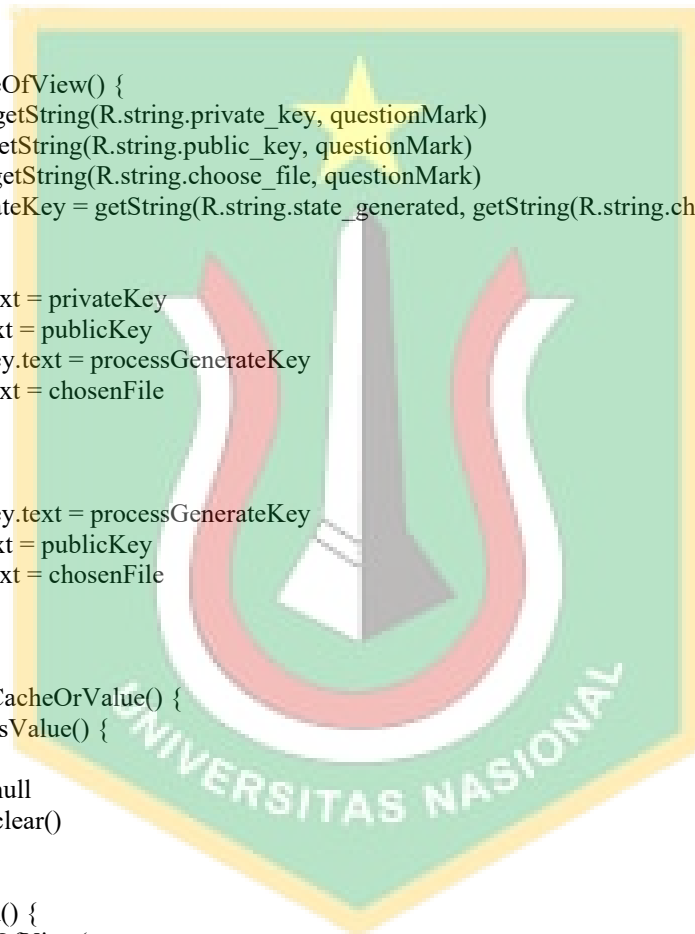 eOfView() {
getString(R.string.private_key, questionMark)
etString(R.string.public_key, questionMark)
getString(R.string.choose_file, questionMark)
ateKey = getString(R.string.state_generated, getString(R.string.ch
xt = privateKey
xt = publicKey
ey.text = processGenerateKey
xt = chosenFile
ey.text = processGenerateKey
xt = publicKey
xt = chosenFile
CacheOrValue() {
sValue() {
null
clear()
() {
UNIVERSITAS NASIONAL